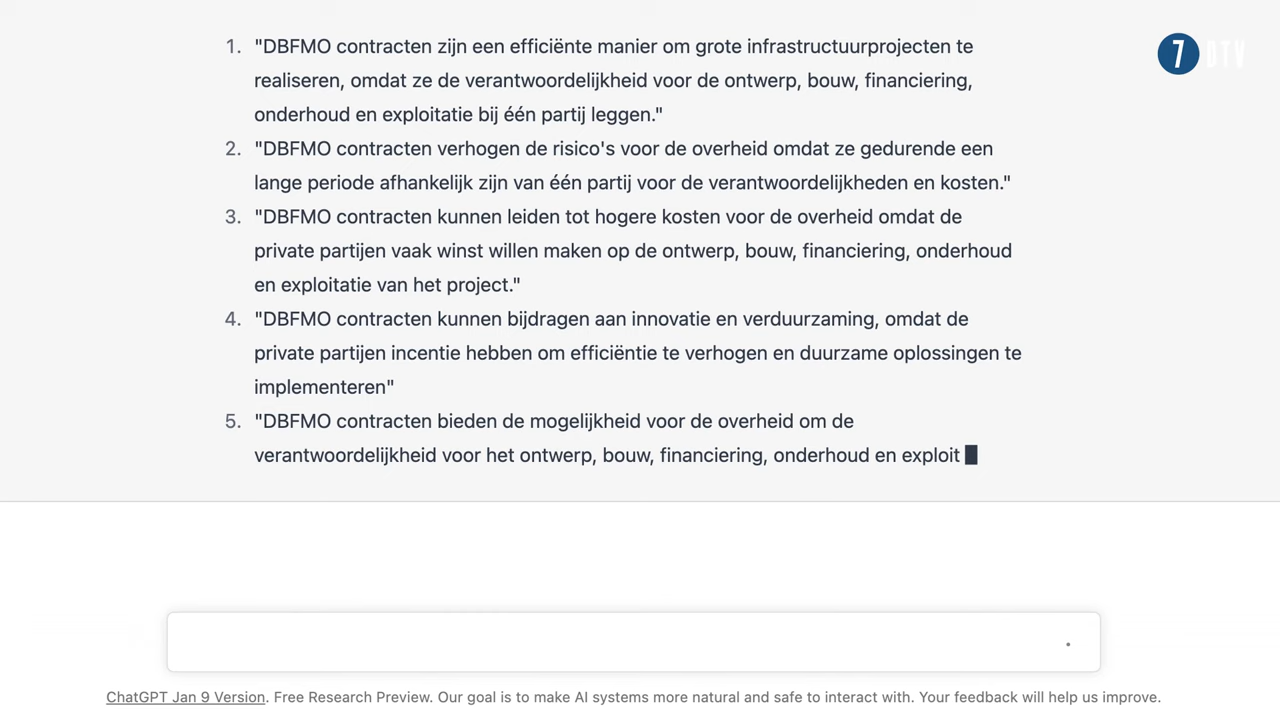 1. "DBFMO contracten zijn een efficiënte manier om grote infrastructuurprojecten te
realiseren, omdat ze de verantwoordelijkheid voor de ontwerp, bouw, financiering,
onderhoud en exploitatie bij één partij leggen."
2. "DBFMO contracten verhogen de risico's voor de overheid omdat ze gedurende een
lange periode afhankelijk zijn van één partij voor de verantwoordelijkheden en kosten."
3. "DBFMO contracten kunnen leiden tot hogere kosten voor de overheid omdat de
private partijen vaak winst willen maken op de ontwerp, bouw, financiering, onderhoud
en exploitatie van het project."
4. "DBFMO contracten kunnen bijdragen aan innovatie en verduurzaming, omdat de
private partijen incentie hebben om efficiëntie te verhogen en duurzame oplossingen te
implementeren"
5. "DBFMO contracten bieden de mogelijkheid voor de overheid om de
verantwoordelijkheid voor het ontwerp, bouw, financiering, onderhoud en exploit
7 DTV
ChatGPT Jan 9 Version. Free Research Preview. Our goal is to make AI systems more natural and safe to interact with. Your feedback will help us improve.